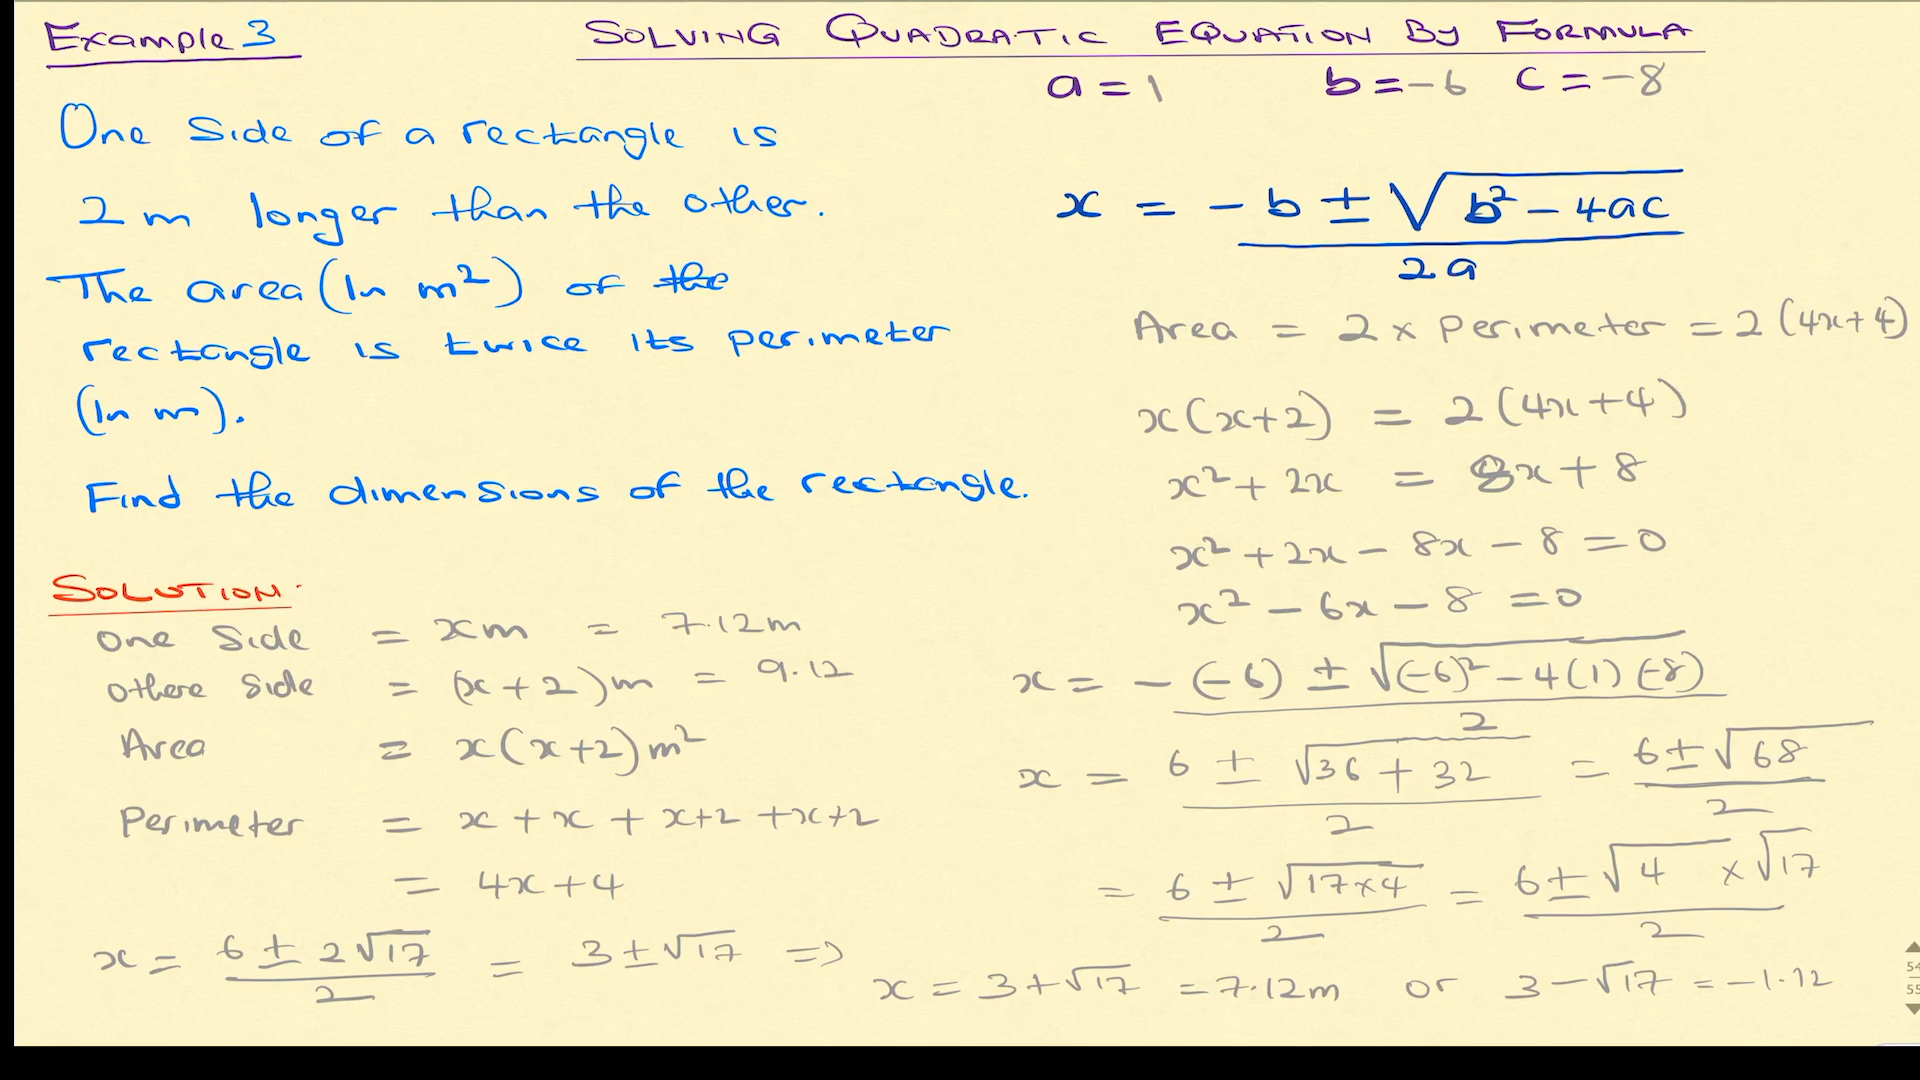 Example 3
SOLVING QUADRATIC EQUATION BY FORMULA
a = 1 b = -6 c = -8
One Side of a rectangle is
2 m longer than the other.
The area (In m²) of the
rectangle is twice its perimeter
(In m).
Find the dimensions of the rectangle.
x = -b ± √(b² - 4ac) / 2a
Area = 2 x Perimeter = 2 (4x + 4)
x(x+2) = 2 (4x + 4)
x² + 2x = 8x + 8
x² + 2x - 8x - 8 = 0
x² - 6x - 8 = 0
x = -(-6) ± √((-6)² - 4(1)(-8)) / 2
x = 6 ± √(36 + 32) / 2 = 6 ± √68 / 2
= 6 ± √(17x4) / 2 = 6 ± √4 x √17 / 2
SOLUTION.
One Side = x m = 7.12m
Othere Side = (x + 2)m = 9.12
Area = x(x+2)m²
Perimeter = x + x + x+2 + x+2
= 4x + 4
x = 6 ± 2√17 / 2 = 3 ± √17 =>
x = 3 + √17 = 7.12m or 3 - √17 = -1.12
54
55